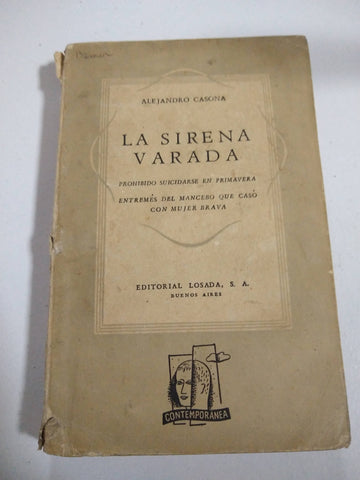 ALEJANDRO CASONA
LA SIRENA
VARADA
PROHIBIDO SUICIDARSE EN PRIMAVERA
ENTREMÉS DEL MANCEBO QUE CASÓ
CON MUJER BRAVA
EDITORIAL LOSADA, S. A.
BUENOS AIRES
CONTEMPORÁNEA